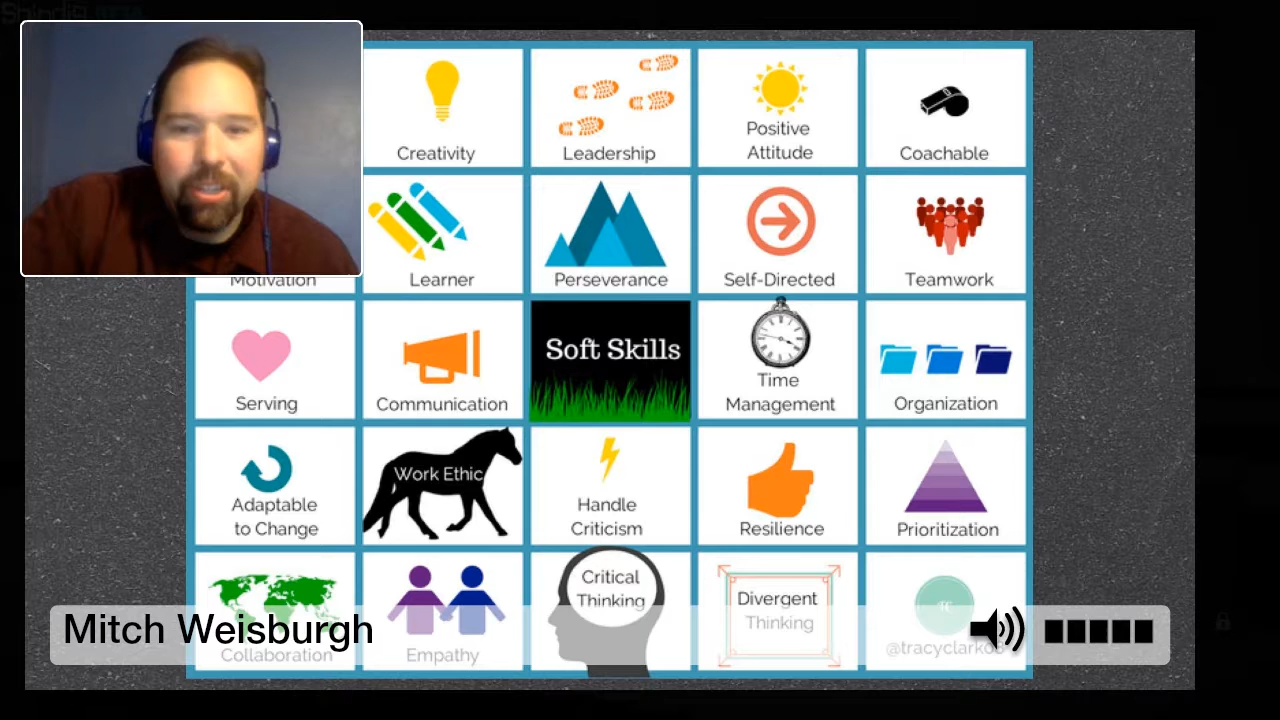 Creativity
Leadership
Positive
Attitude
Coachable
Motivation
Learner
Perseverance
Self-Directed
Teamwork
Serving
Communication
Soft Skills
Time
Management
Organization
Adaptable
to Change
Work Ethic
Handle
Criticism
Resilience
Prioritization
Collaboration
Empathy
Critical
Thinking
Divergent
Thinking
Mitch Weisburgh